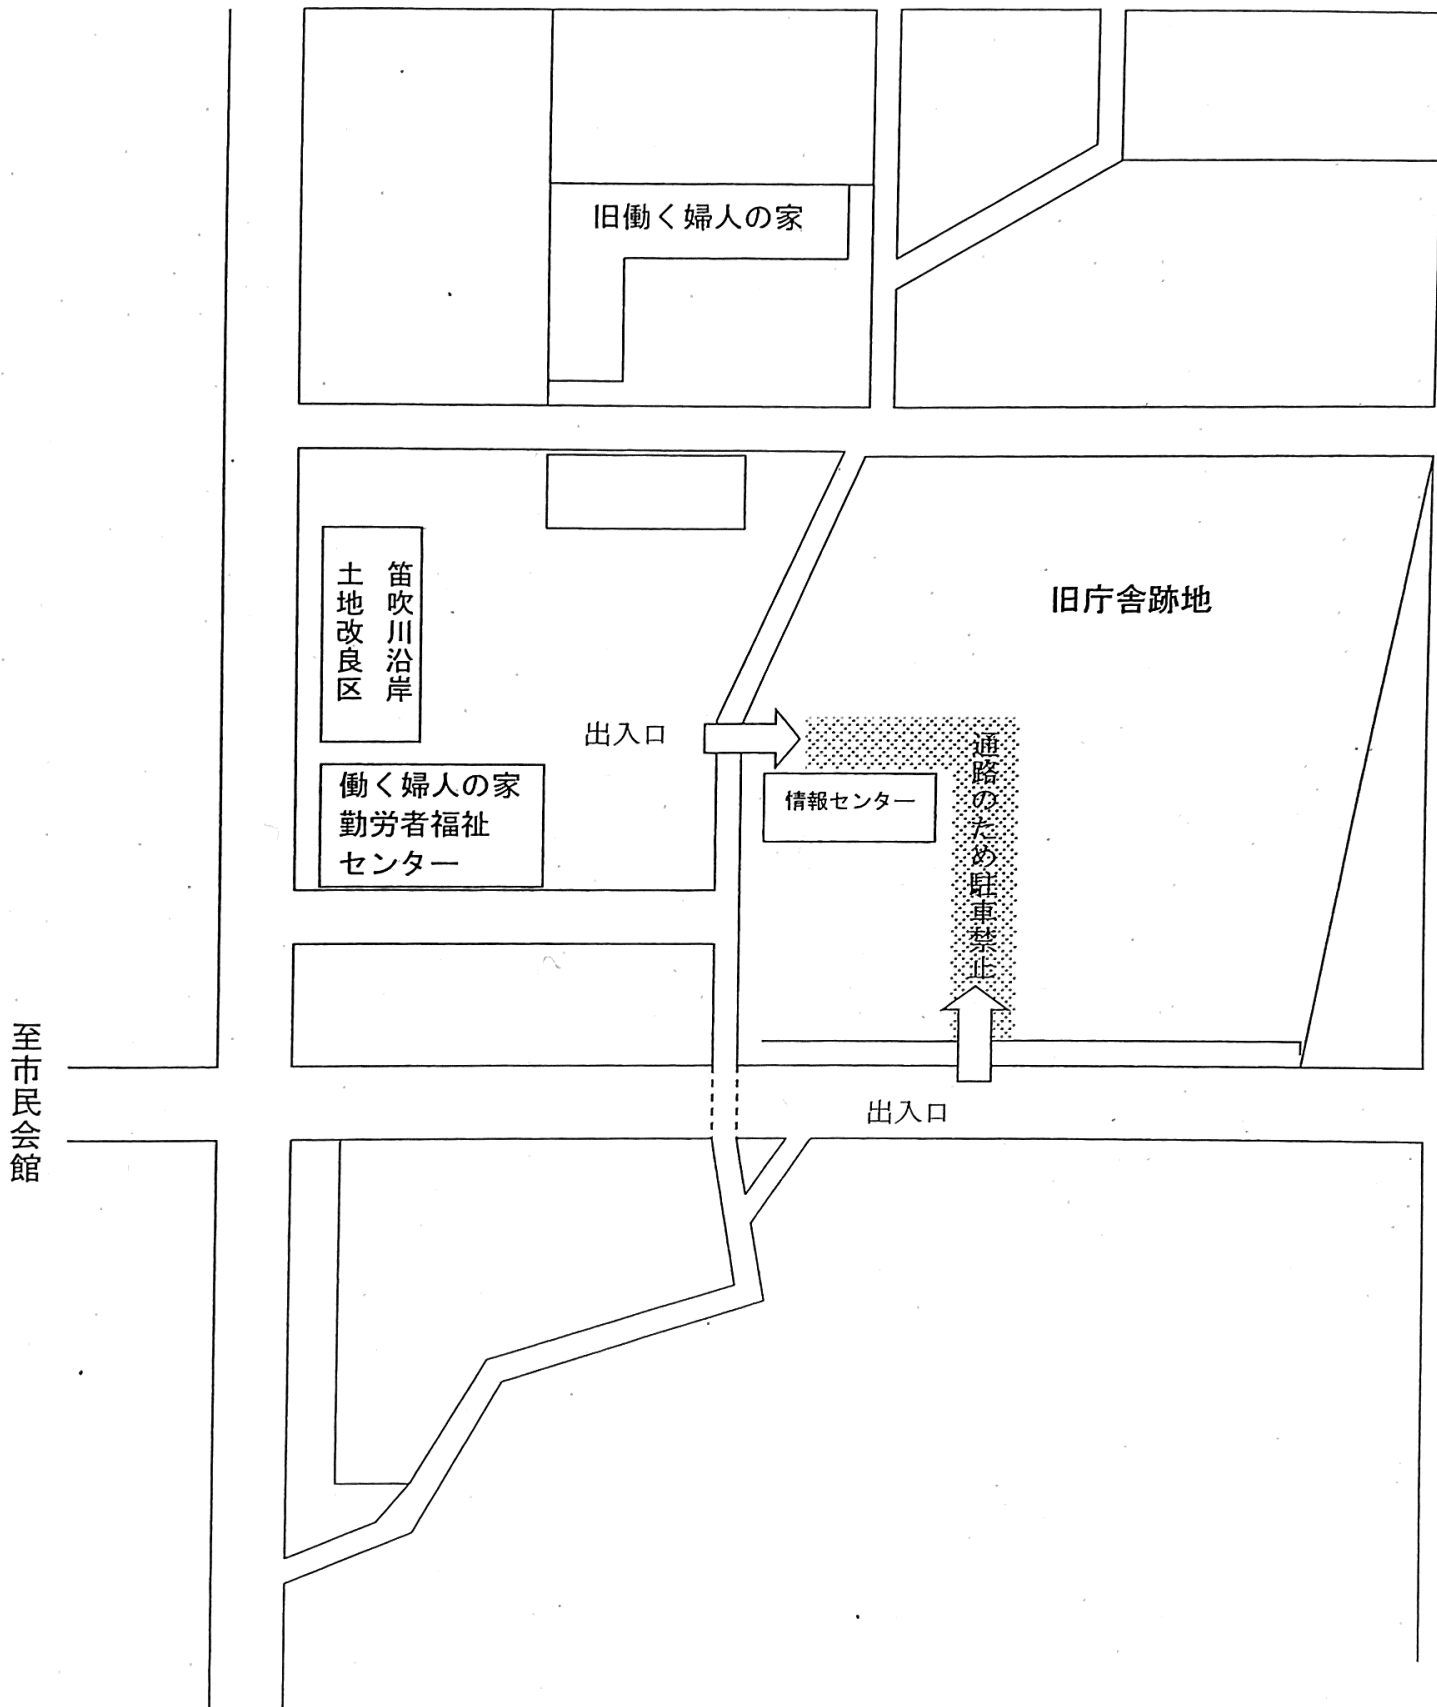 旧働く婦人の家
笛吹川沿岸
土地改良区
旧庁舎跡地
出入口
働く婦人の家
勤労者福祉
センター
情報センター
通路のため駐車禁止
至市民会館
出入口